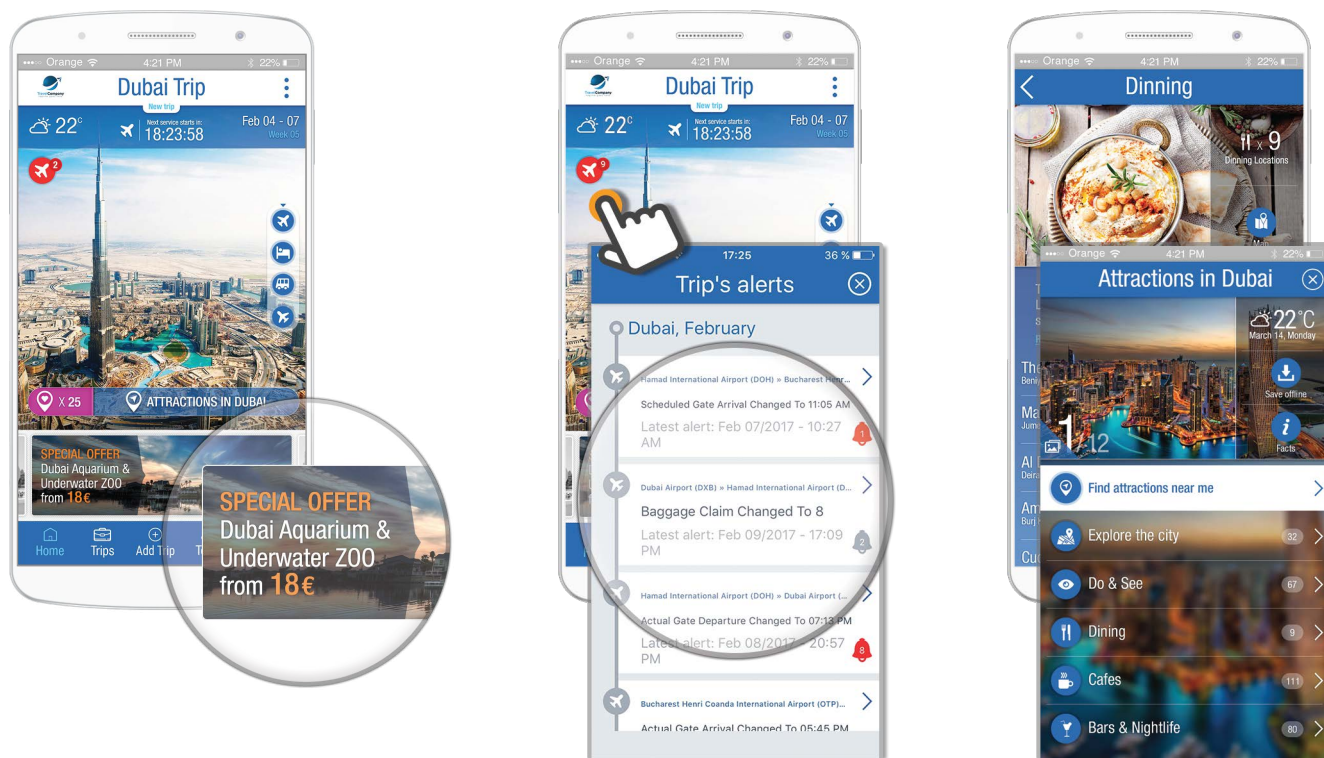 Orange 4:21 PM 22%
Dubai Trip
New trip
22c
Next service starts in:
18:23:58
Feb 04 - 07
Week 05
2
X 25
ATTRACTIONS IN DUBAI
SPECIAL OFFER
Dubai Aquarium &
Underwater ZOO
from 18€
Home Trips Add Trip
SPECIAL OFFER
Dubai Aquarium &
Underwater ZOO
from 18€
Orange 4:21 PM 22%
Dubai Trip
New trip
22c
Next service starts in:
18:23:58
Feb 04 - 07
Week 05
9
17:25 36 %
Trip's alerts
Dubai, February
Hamad International Airport (DOH) » Bucharest Henr...
Scheduled Gate Arrival Changed To 11:05 AM
Latest alert: Feb 07/2017 - 10:27
AM
1
Dubai Airport (DXB) » Hamad International Airport (D...
Baggage Claim Changed To 8
Latest alert: Feb 09/2017 - 17:09
PM
2
Hamad International Airport (DOH) » Dubai Airport (...
Actual Gate Departure Changed To 07:13 PM
Latest alert: Feb 08/2017 - 20:57
PM
8
Bucharest Henri Coanda International Airport (OTP)...
Actual Gate Arrival Changed To 05:45 PM
Orange 4:21 PM 22%
Dinning
x 9
Dinning Locations
Map
Orange 4:21 PM 22%
Attractions in Dubai
22°C
March 14, Monday
Save offline
1/12
Facts
Find attractions near me
Explore the city 32
Do & See 67
Dining 9
Cafes 111
Bars & Nightlife 80